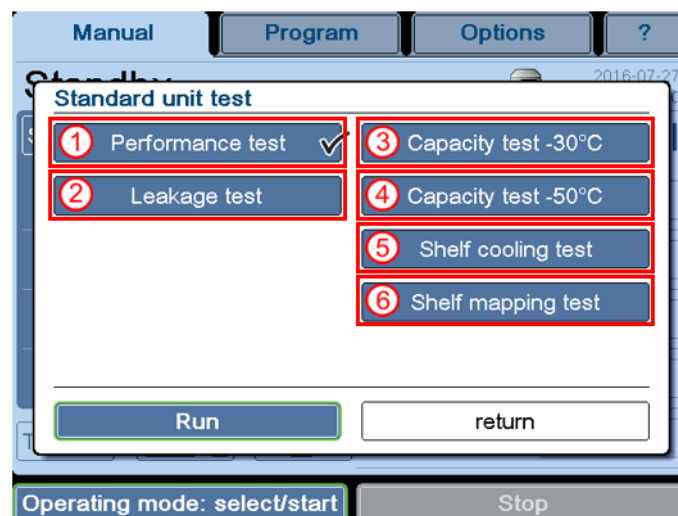 Manual Program Options ?
Standby
2016-07-27
Standard unit test
1 Performance test
2 Leakage test
3 Capacity test -30°C
4 Capacity test -50°C
5 Shelf cooling test
6 Shelf mapping test
Run return
Operating mode: select/start Stop